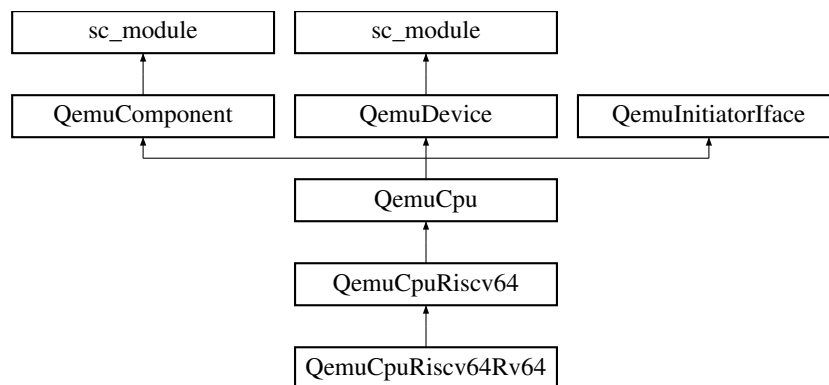 sc_module
sc_module
QemuComponent
QemuDevice
QemuInitiatorIface
QemuCpu
QemuCpuRiscv64
QemuCpuRiscv64Rv64